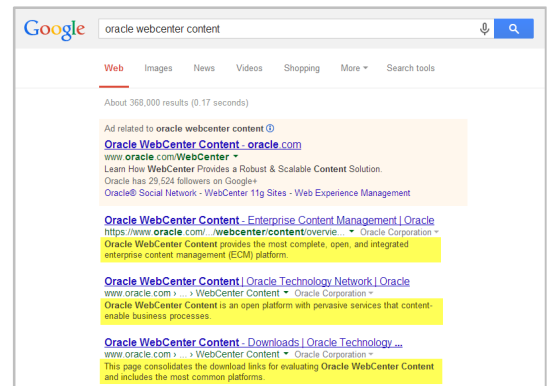 Google oracle webcenter content
Web Images News Videos Shopping More Search tools
About 368,000 results (0.17 seconds)
Ad related to oracle webcenter content
Oracle WebCenter Content - oracle.com
www.oracle.com/WebCenter
Learn How WebCenter Provides a Robust & Scalable Content Solution.
Oracle has 29,524 followers on Google+
Oracle® Social Network - WebCenter 11g Sites - Web Experience Management
Oracle WebCenter Content - Enterprise Content Management | Oracle
https://www.oracle.com/.../webcenter/content/overvie... Oracle Corporation
Oracle WebCenter Content provides the most complete, open, and integrated
enterprise content management (ECM) platform.
Oracle WebCenter Content | Oracle Technology Network | Oracle
www.oracle.com › ... › WebCenter Content Oracle Corporation
Oracle WebCenter Content is an open platform with pervasive services that content-
enable business processes.
Oracle WebCenter Content - Downloads | Oracle Technology ...
www.oracle.com › ... › WebCenter Content Oracle Corporation
This page consolidates the download links for evaluating Oracle WebCenter Content
and includes the most common platforms.